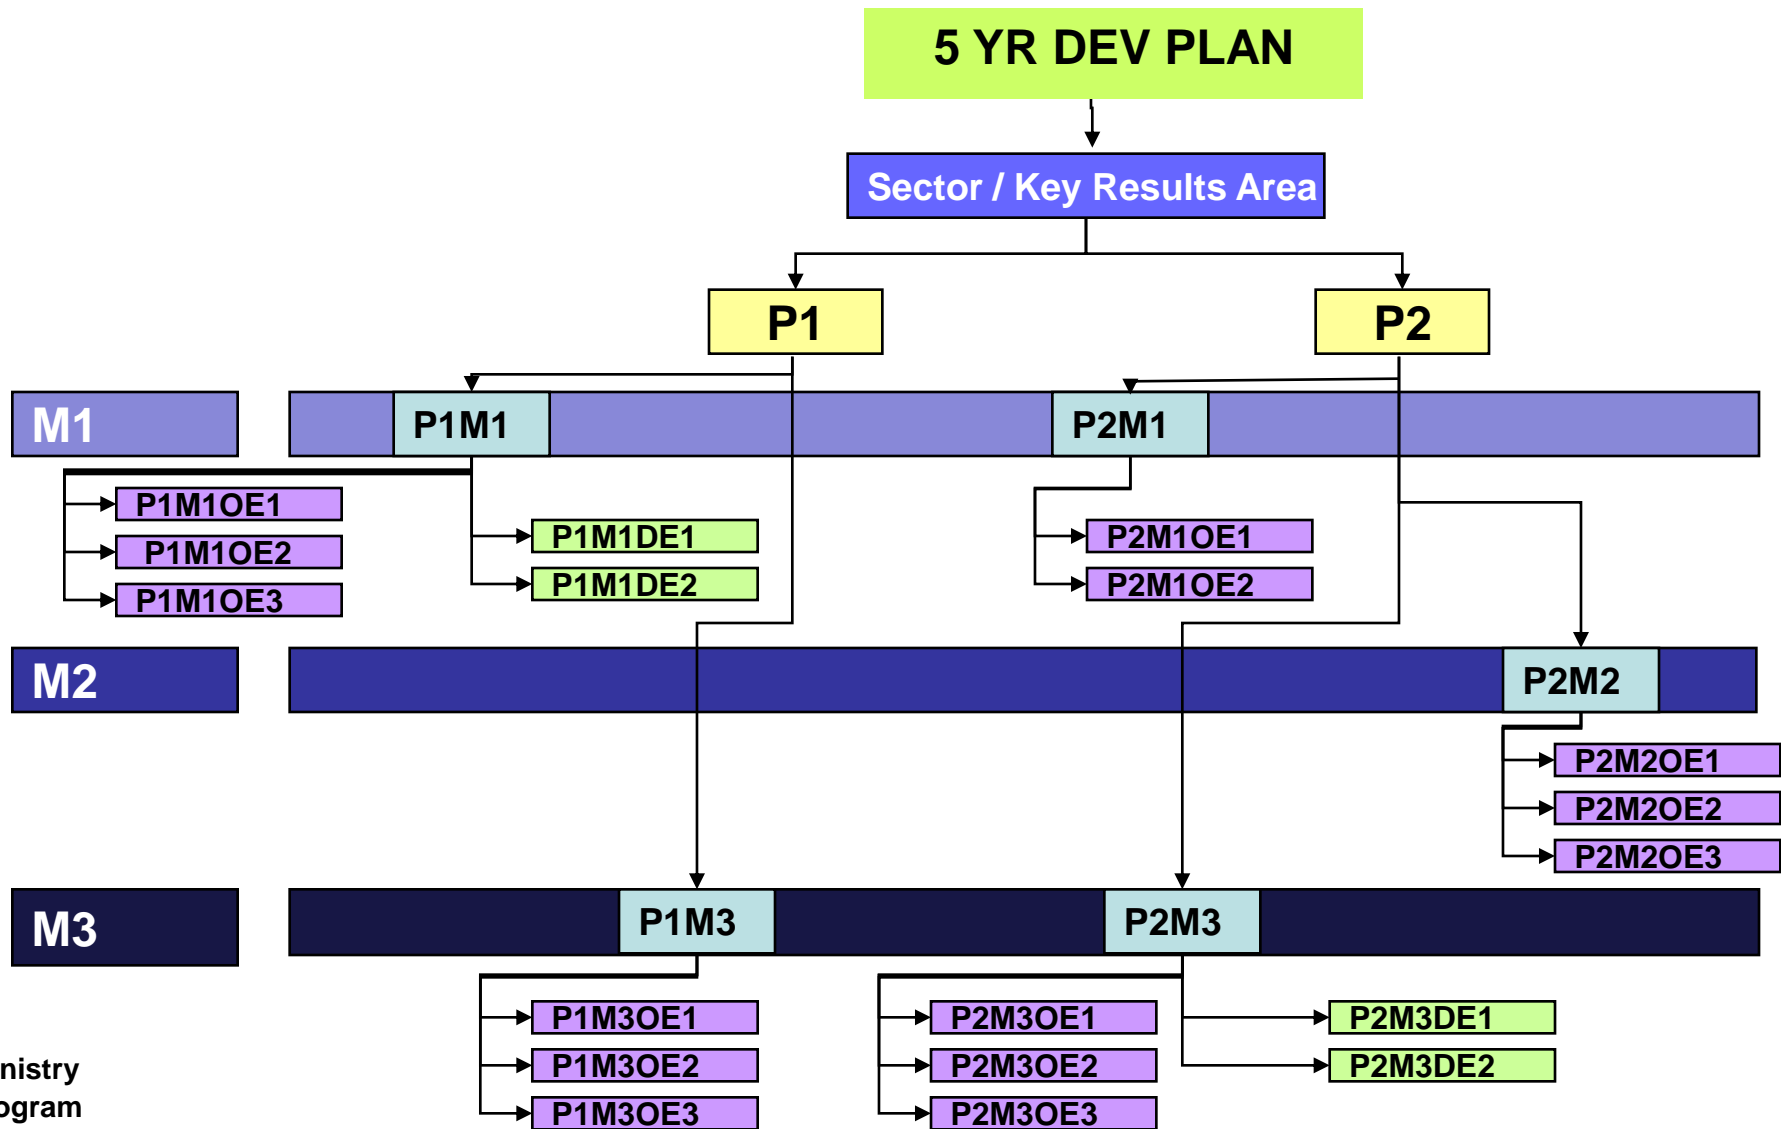 5 YR DEV PLAN
Sector / Key Results Area
P1
P2
M1
P1M1
P2M1
P1M1OE1
P1M1OE2
P1M1OE3
P1M1DE1
P1M1DE2
P2M1OE1
P2M1OE2
M2
P2M2
P2M2OE1
P2M2OE2
P2M2OE3
M3
P1M3
P2M3
P1M3OE1
P1M3OE2
P1M3OE3
P2M3OE1
P2M3OE2
P2M3OE3
P2M3DE1
P2M3DE2
nistry
ogram